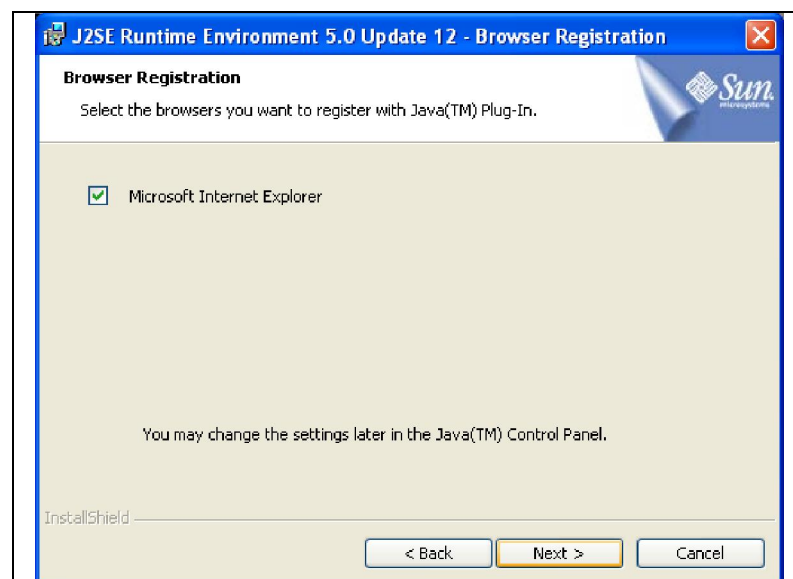 J2SE Runtime Environment 5.0 Update 12 - Browser Registration
Browser Registration
Select the browsers you want to register with Java(TM) Plug-In.
Sun
microsystems
Microsoft Internet Explorer
You may change the settings later in the Java(TM) Control Panel.
InstallShield
< Back
Next >
Cancel